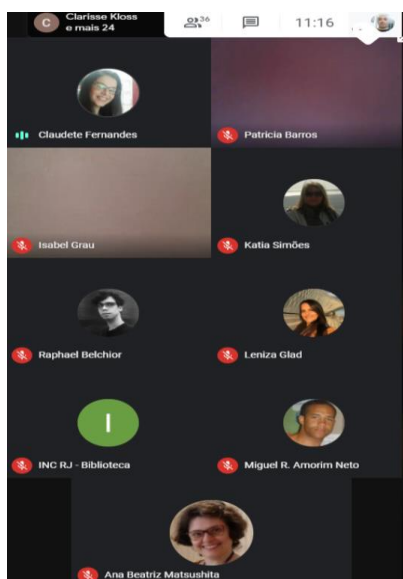 C
Clarisse Kloss
e mais 24
36
11:16
Claudete Fernandes
Patricia Barros
Isabel Grau
Katia Simões
Raphael Belchior
Leniza Glad
I
INC RJ - Biblioteca
Miguel R. Amorim Neto
Ana Beatriz Matsushita